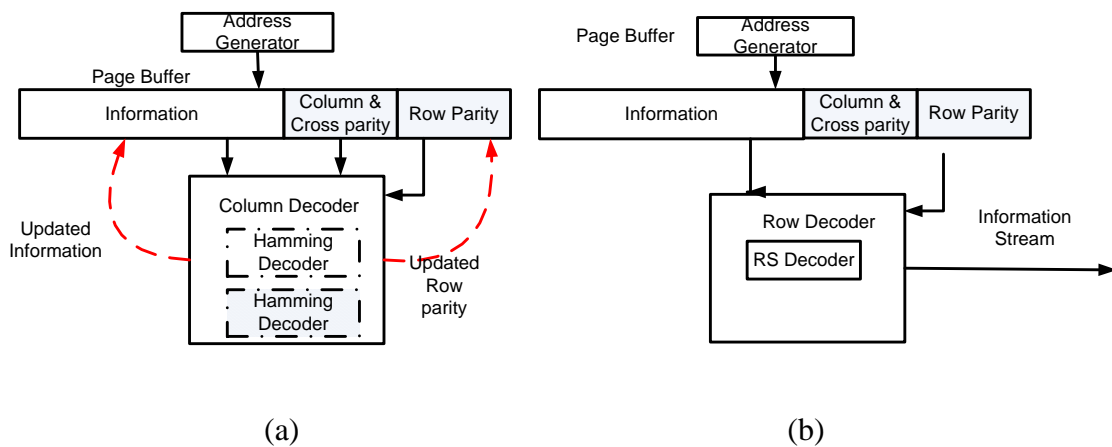 Address
Generator
Page Buffer
Information
Column &
Cross parity
Row Parity
Column Decoder
Updated
Information
Hamming
Decoder
Updated
Row
parity
Hamming
Decoder
(a)
Page Buffer
Address
Generator
Information
Column &
Cross parity
Row Parity
Row Decoder
RS Decoder
Information
Stream
(b)